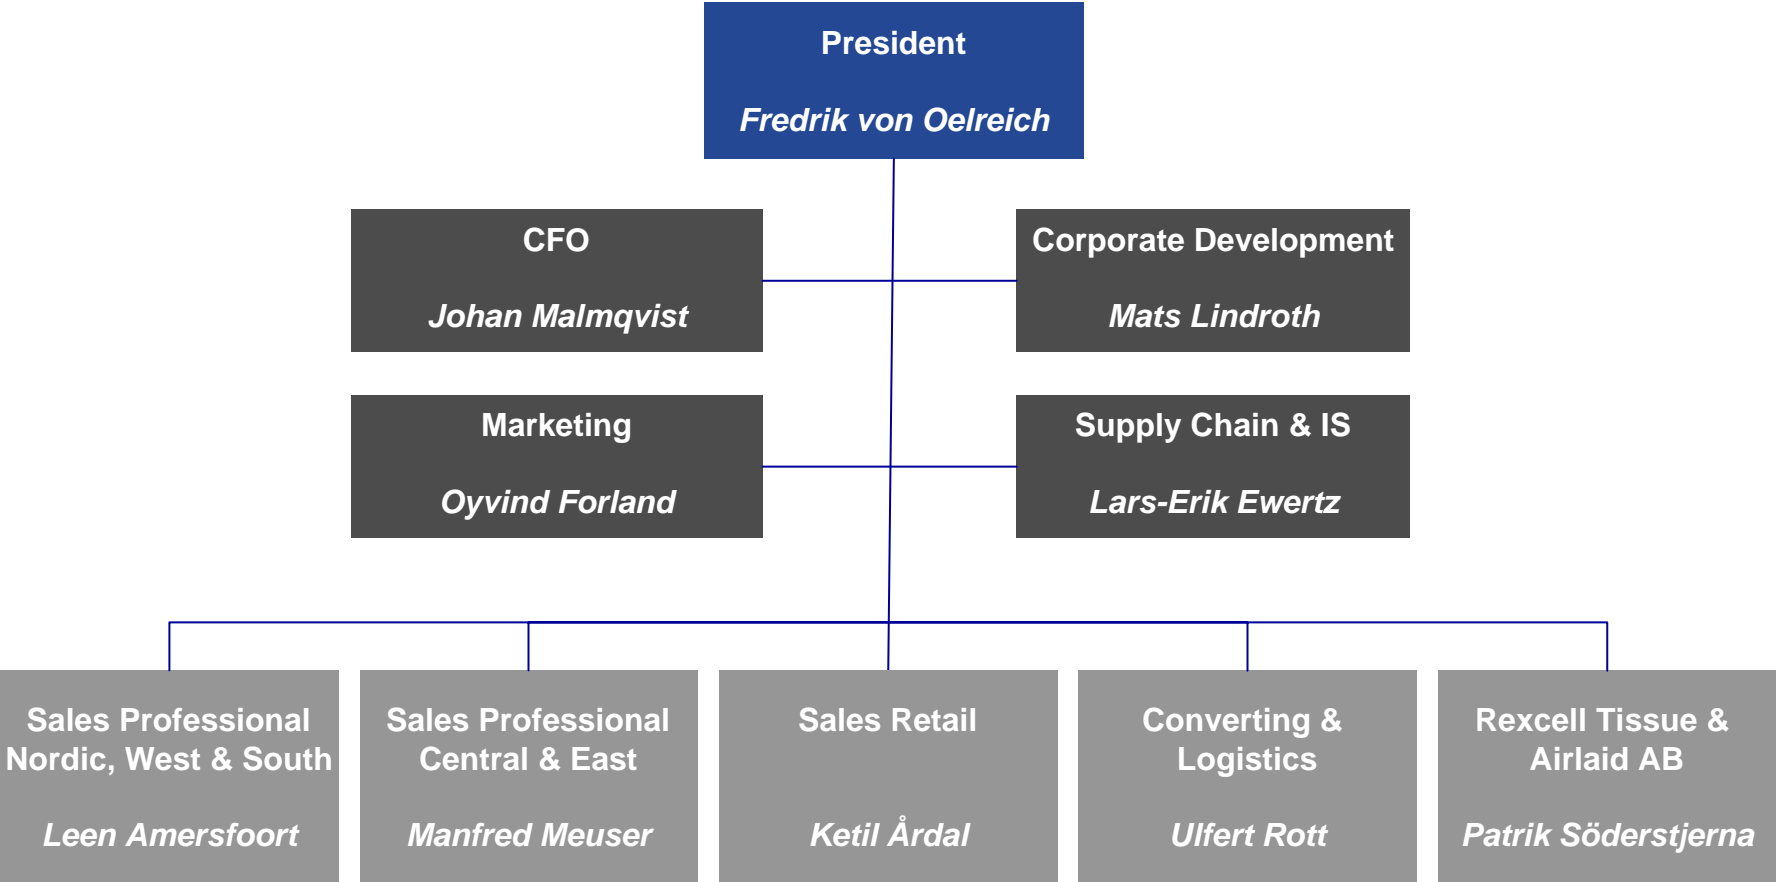 President
Fredrik von Oelreich
CFO
Johan Malmqvist
Corporate Development
Mats Lindroth
Marketing
Oyvind Forland
Supply Chain & IS
Lars-Erik Ewertz
Sales Professional
Nordic, West & South
Leen Amersfoort
Sales Professional
Central & East
Manfred Meuser
Sales Retail
Ketil Årdal
Converting &
Logistics
Ulfert Rott
Rexcell Tissue &
Airlaid AB
Patrik Söderstjerna